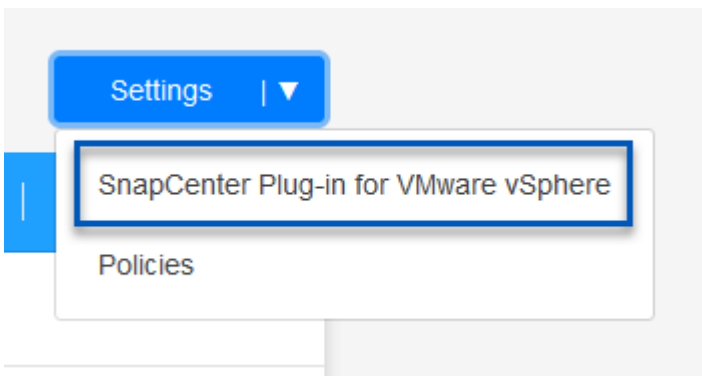 Settings | ▼
SnapCenter Plug-in for VMware vSphere
Policies